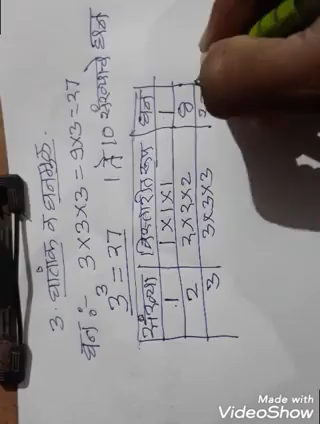 3. घातांक व घनमूळ
घन :- 3×3×3 = 9×3 = 27
3³ = 27 1 ते 10 संख्यांचे घन
संख्या विस्तारीत रूप घन
1 1×1×1 1
2 2×2×2 8
3 3×3×3 2
Made with
VideoShow